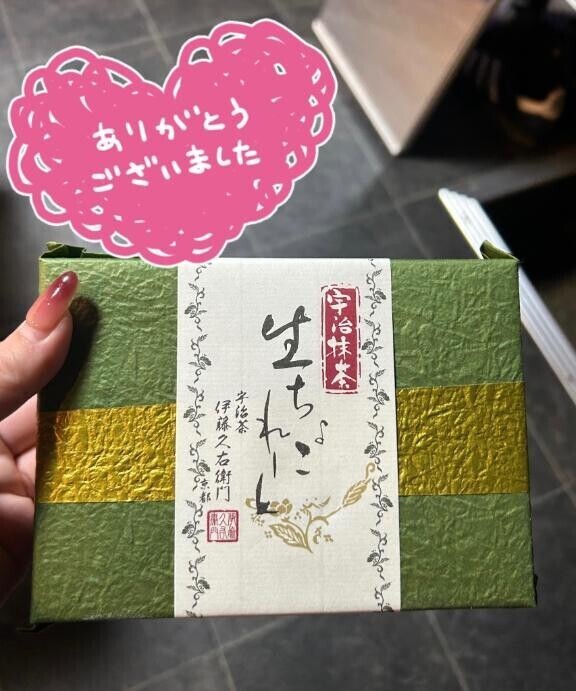 ありがとう
ございました
宇治抹茶
生ちょこ
れーと
宇治茶
伊藤久右衛門
京都